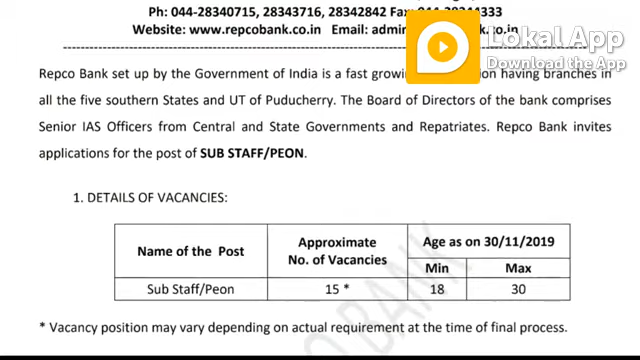 Ph: 044-28340715, 28343716, 28342842 Fax: 
Website: www.repcobank.co.in Email:
Lokal App
Download the App
Repco Bank set up by the Government of India is a fast having branches in
all the five southern States and UT of Puducherry. The Board of Directors of the bank comprises
Senior IAS Officers from Central and State Governments and Repatriates. Repco Bank invites
applications for the post of SUB STAFF/PEON.
1. DETAILS OF VACANCIES:
Name of the Post
Approximate
No. of Vacancies
Age as on 30/11/2019
Min
Max
Sub Staff/Peon
15 *
18
30
* Vacancy position may vary depending on actual requirement at the time of final process.